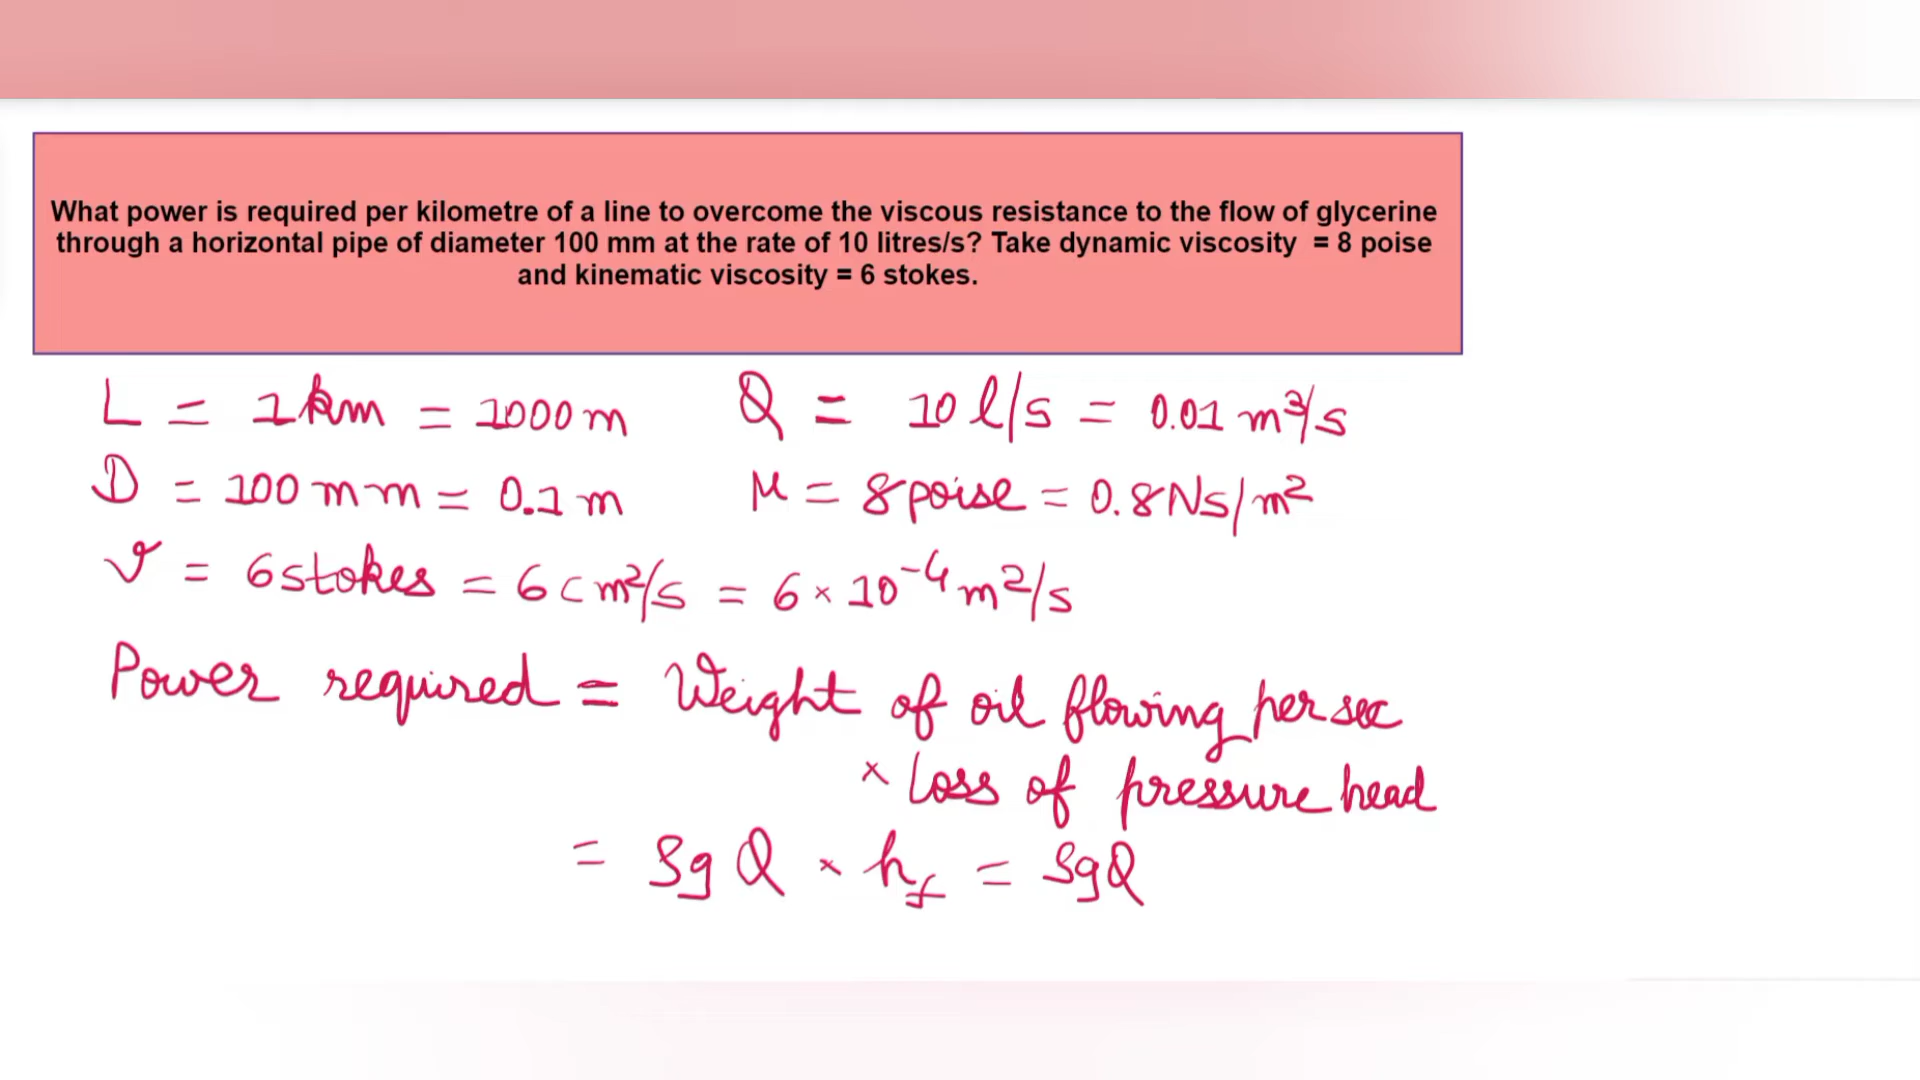 What power is required per kilometre of a line to overcome the viscous resistance to the flow of glycerine
through a horizontal pipe of diameter 100 mm at the rate of 10 litres/s? Take dynamic viscosity = 8 poise
and kinematic viscosity = 6 stokes.
L = 1km = 1000 m Q = 10 l/s = 0.01 m³/s
D = 100 mm = 0.1 m μ = 8 poise = 0.8 Ns/m²
ν = 6 stokes = 6 cm²/s = 6 × 10⁻⁴ m²/s
Power required = Weight of oil flowing per sec
× Loss of pressure head
= ρg Q × h_f = ρgQ